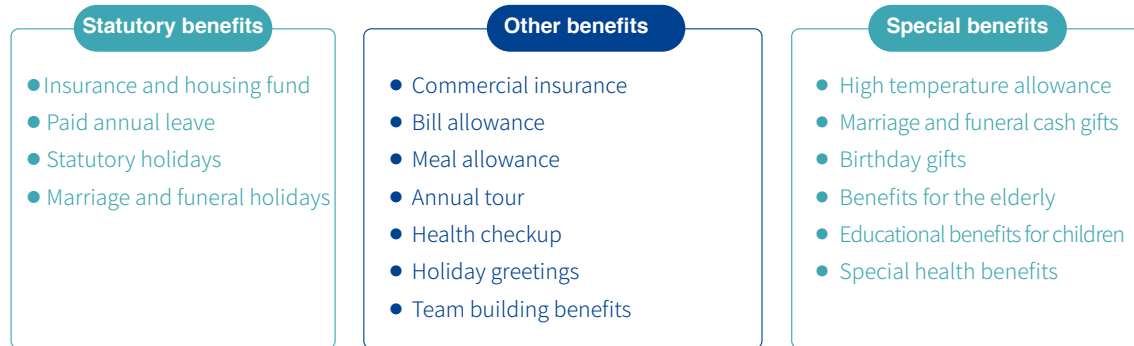 Statutory benefits
● Insurance and housing fund
● Paid annual leave
● Statutory holidays
● Marriage and funeral holidays
Other benefits
● Commercial insurance
● Bill allowance
● Meal allowance
● Annual tour
● Health checkup
● Holiday greetings
● Team building benefits
Special benefits
● High temperature allowance
● Marriage and funeral cash gifts
● Birthday gifts
● Benefits for the elderly
● Educational benefits for children
● Special health benefits